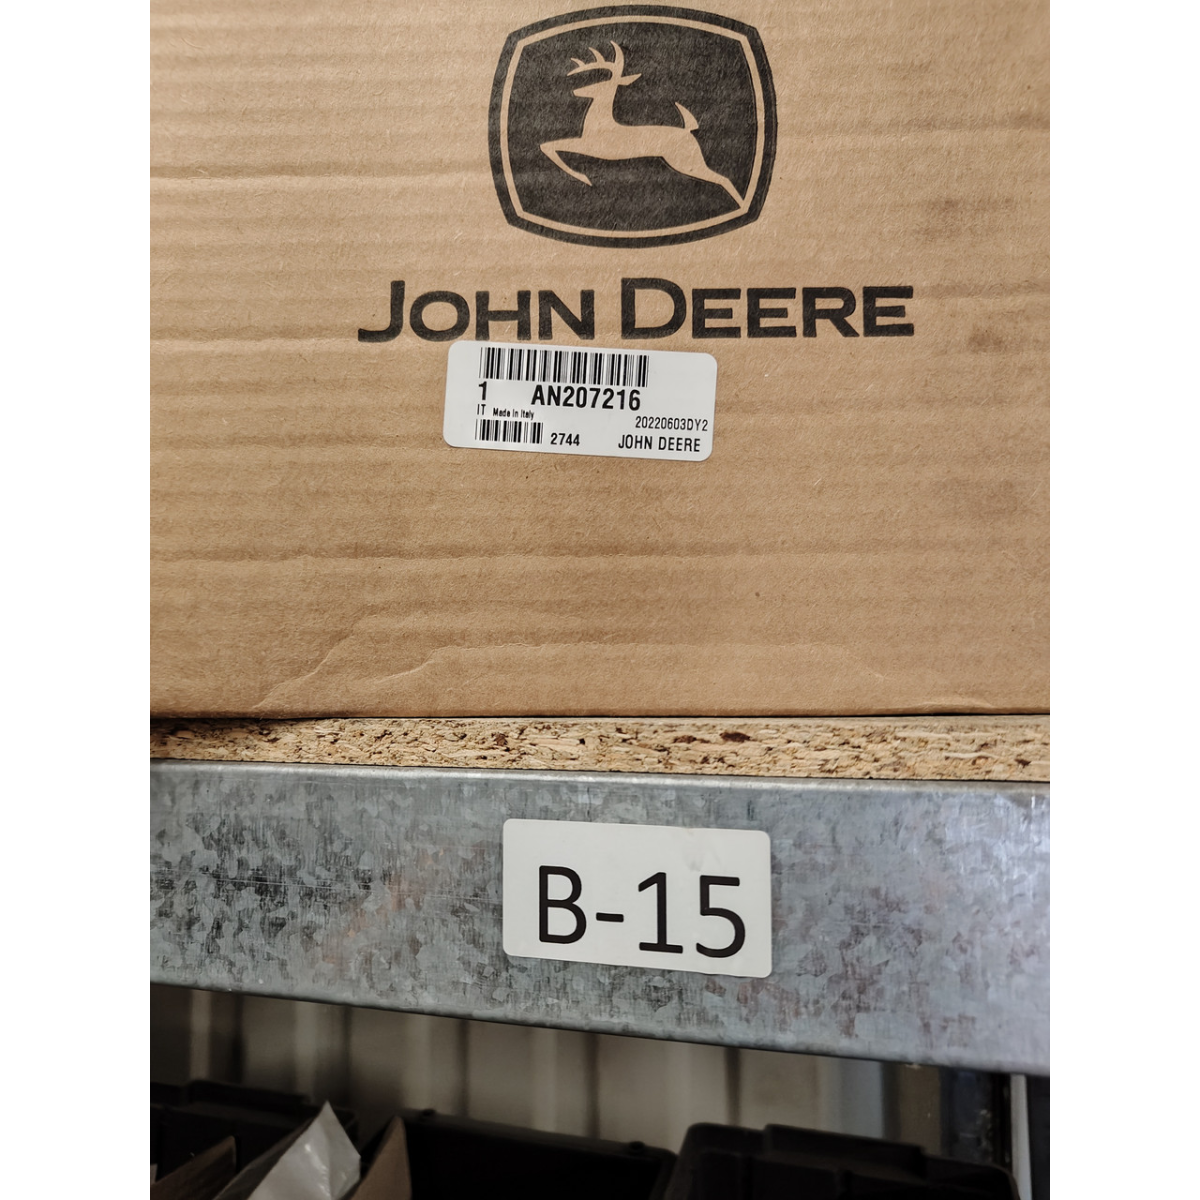 JOHN DEERE
1 AN207216
IT Made in Italy
20220603DY2
2744 JOHN DEERE
B-15